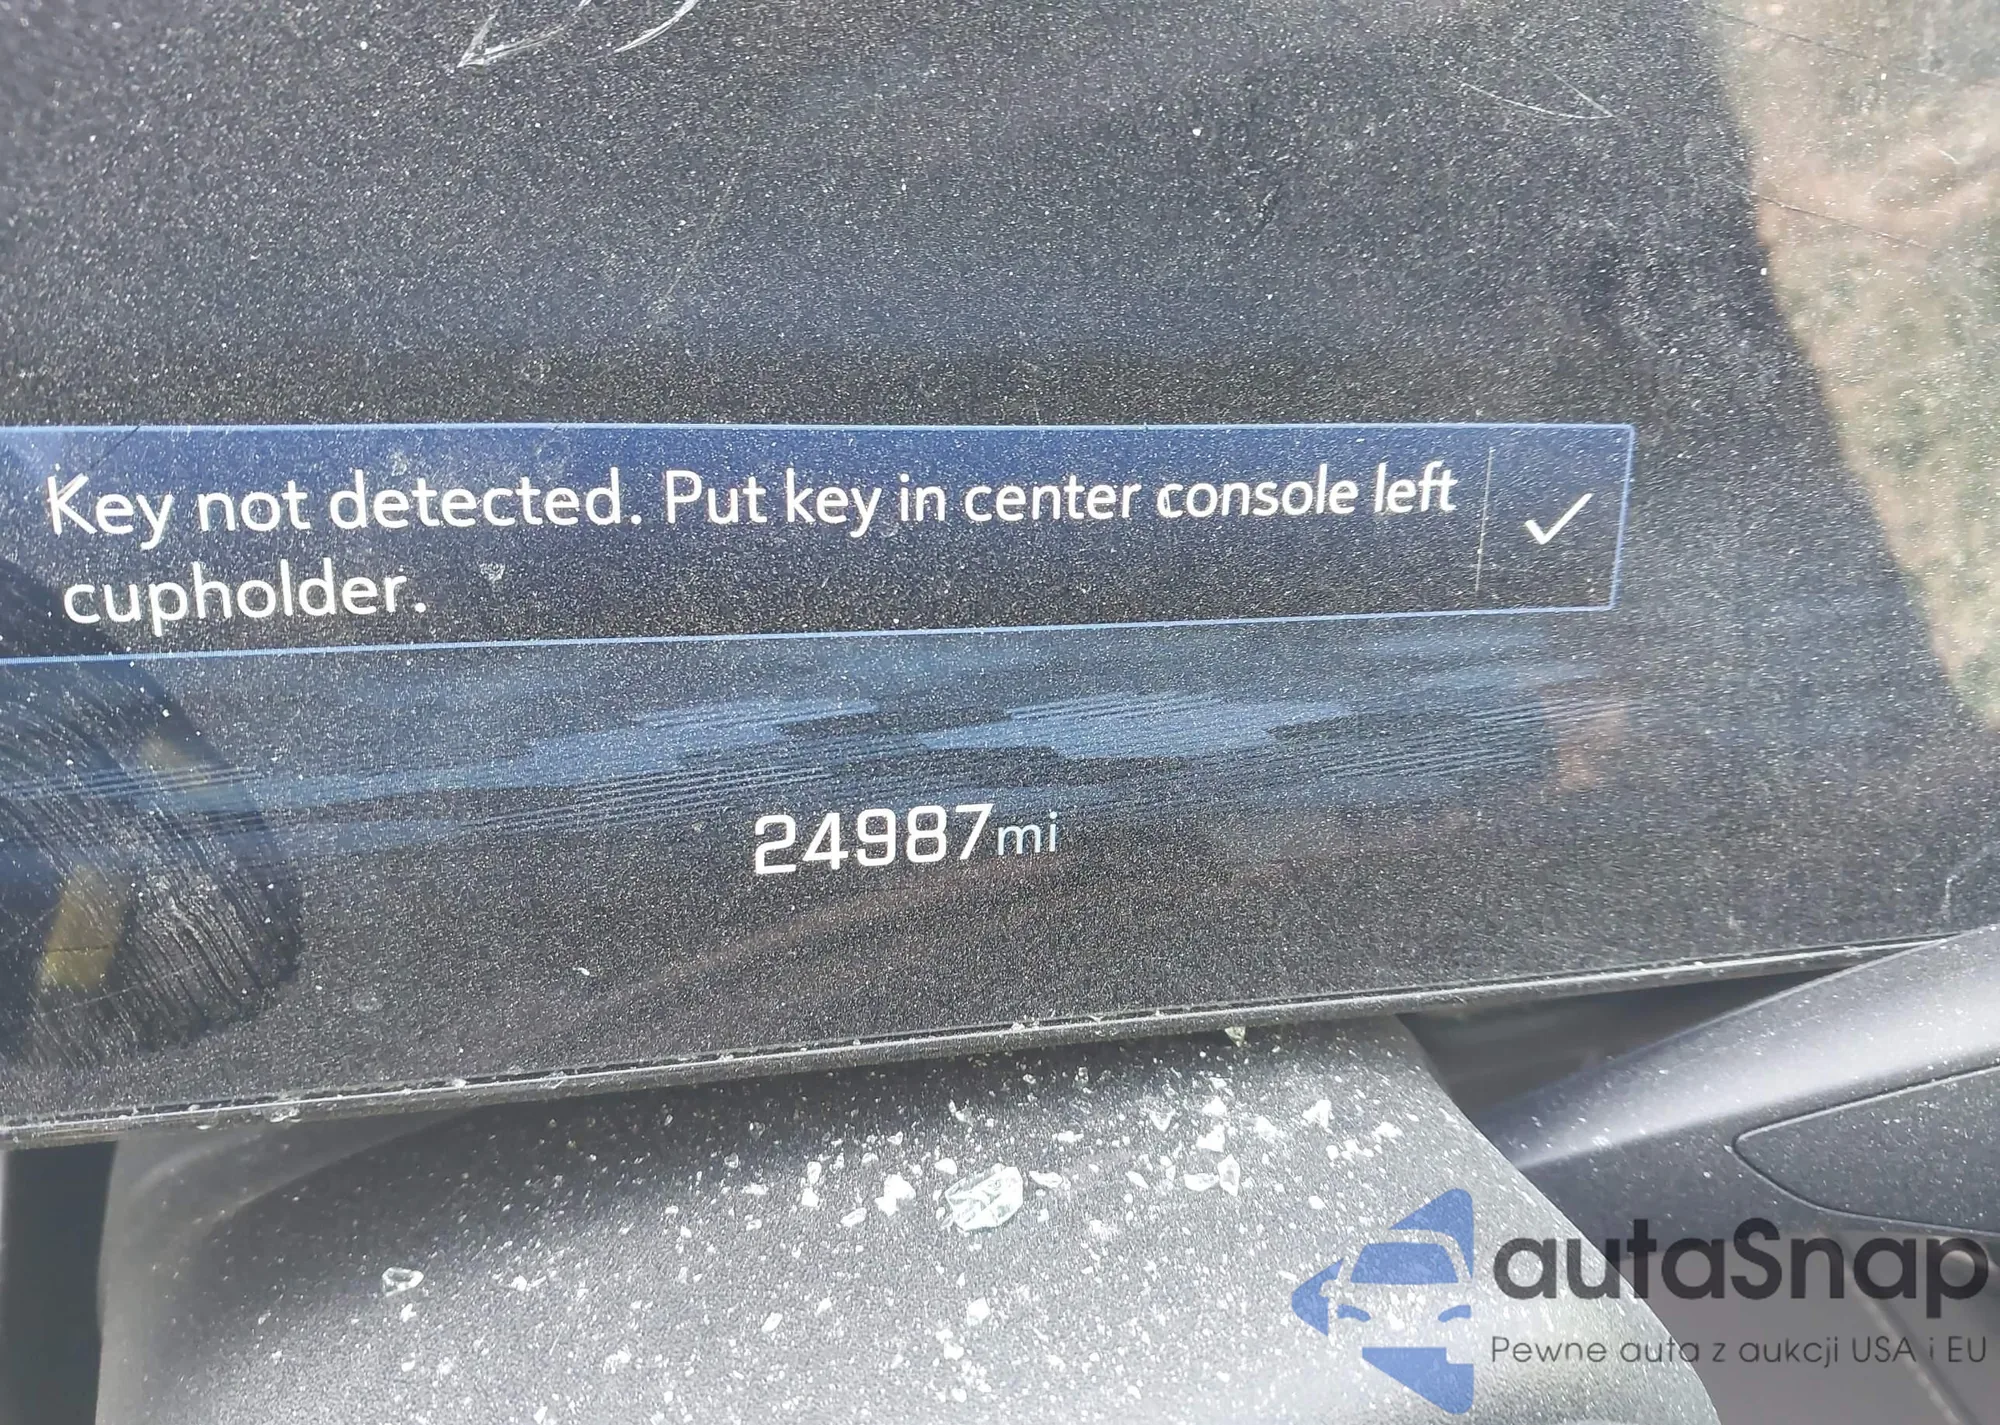 Key not detected. Put key in center console left
cupholder.
24987mi
autaSnap
Pewne auta z aukcji USA i EU